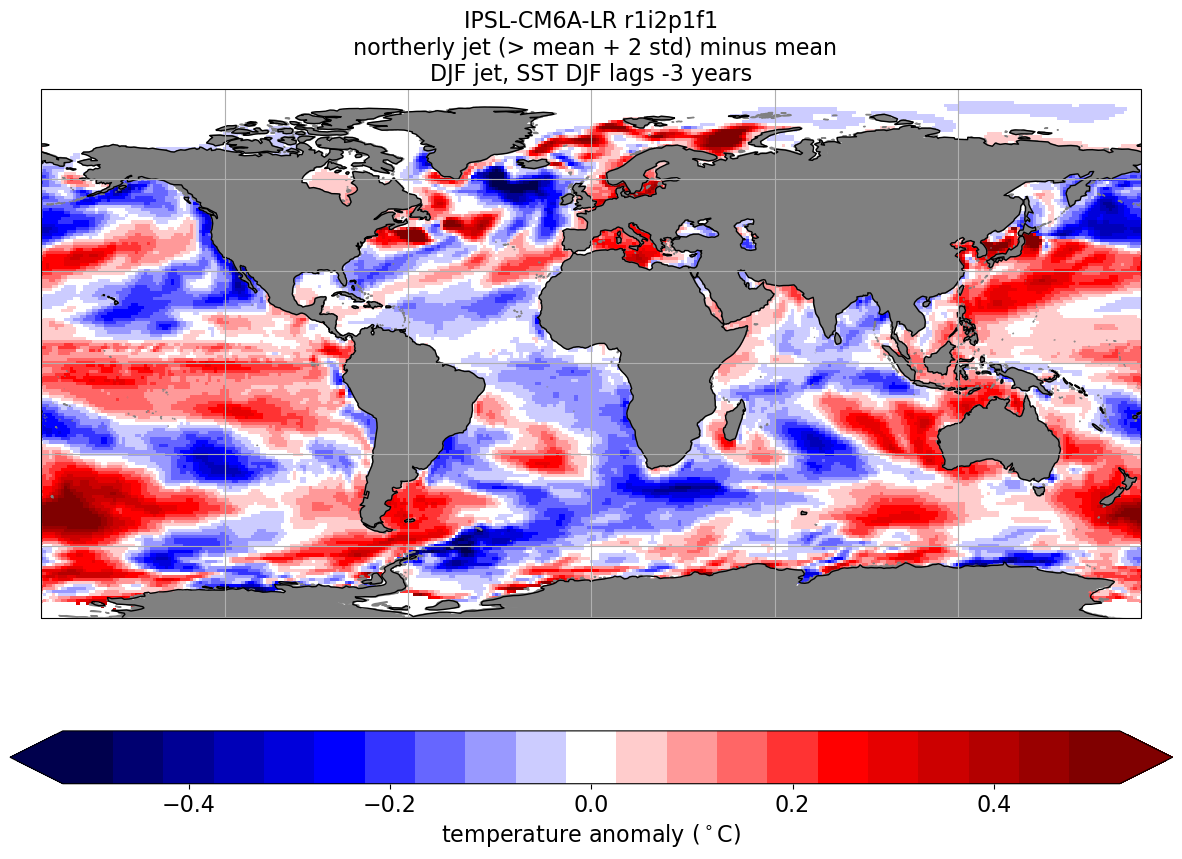 IPSL-CM6A-LR r1i2p1f1
northerly jet (> mean + 2 std) minus mean
DJF jet, SST DJF lags -3 years
−0.4 −0.2 0.0 0.2 0.4
temperature anomaly (°C)